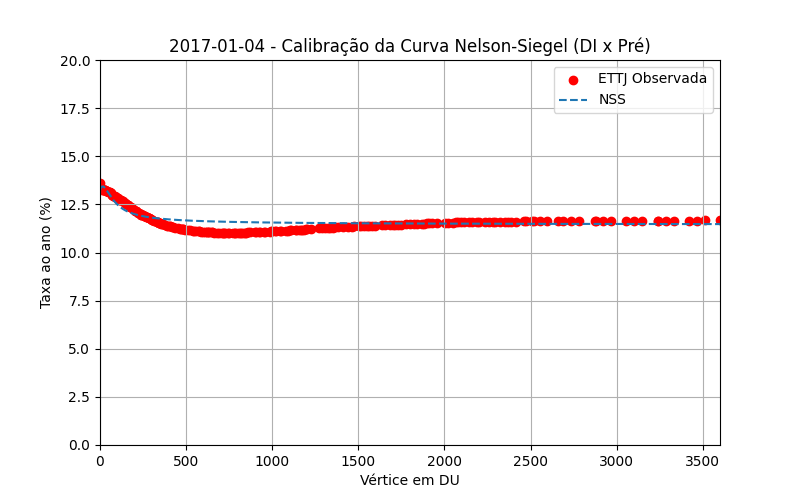 2017-01-04 - Calibração da Curva Nelson-Siegel (DI x Pré)
20.0
17.5
15.0
12.5
10.0
7.5
5.0
2.5
0.0
Taxa ao ano (%)
ETTJ Observada
NSS
0 500 1000 1500 2000 2500 3000 3500
Vértice em DU